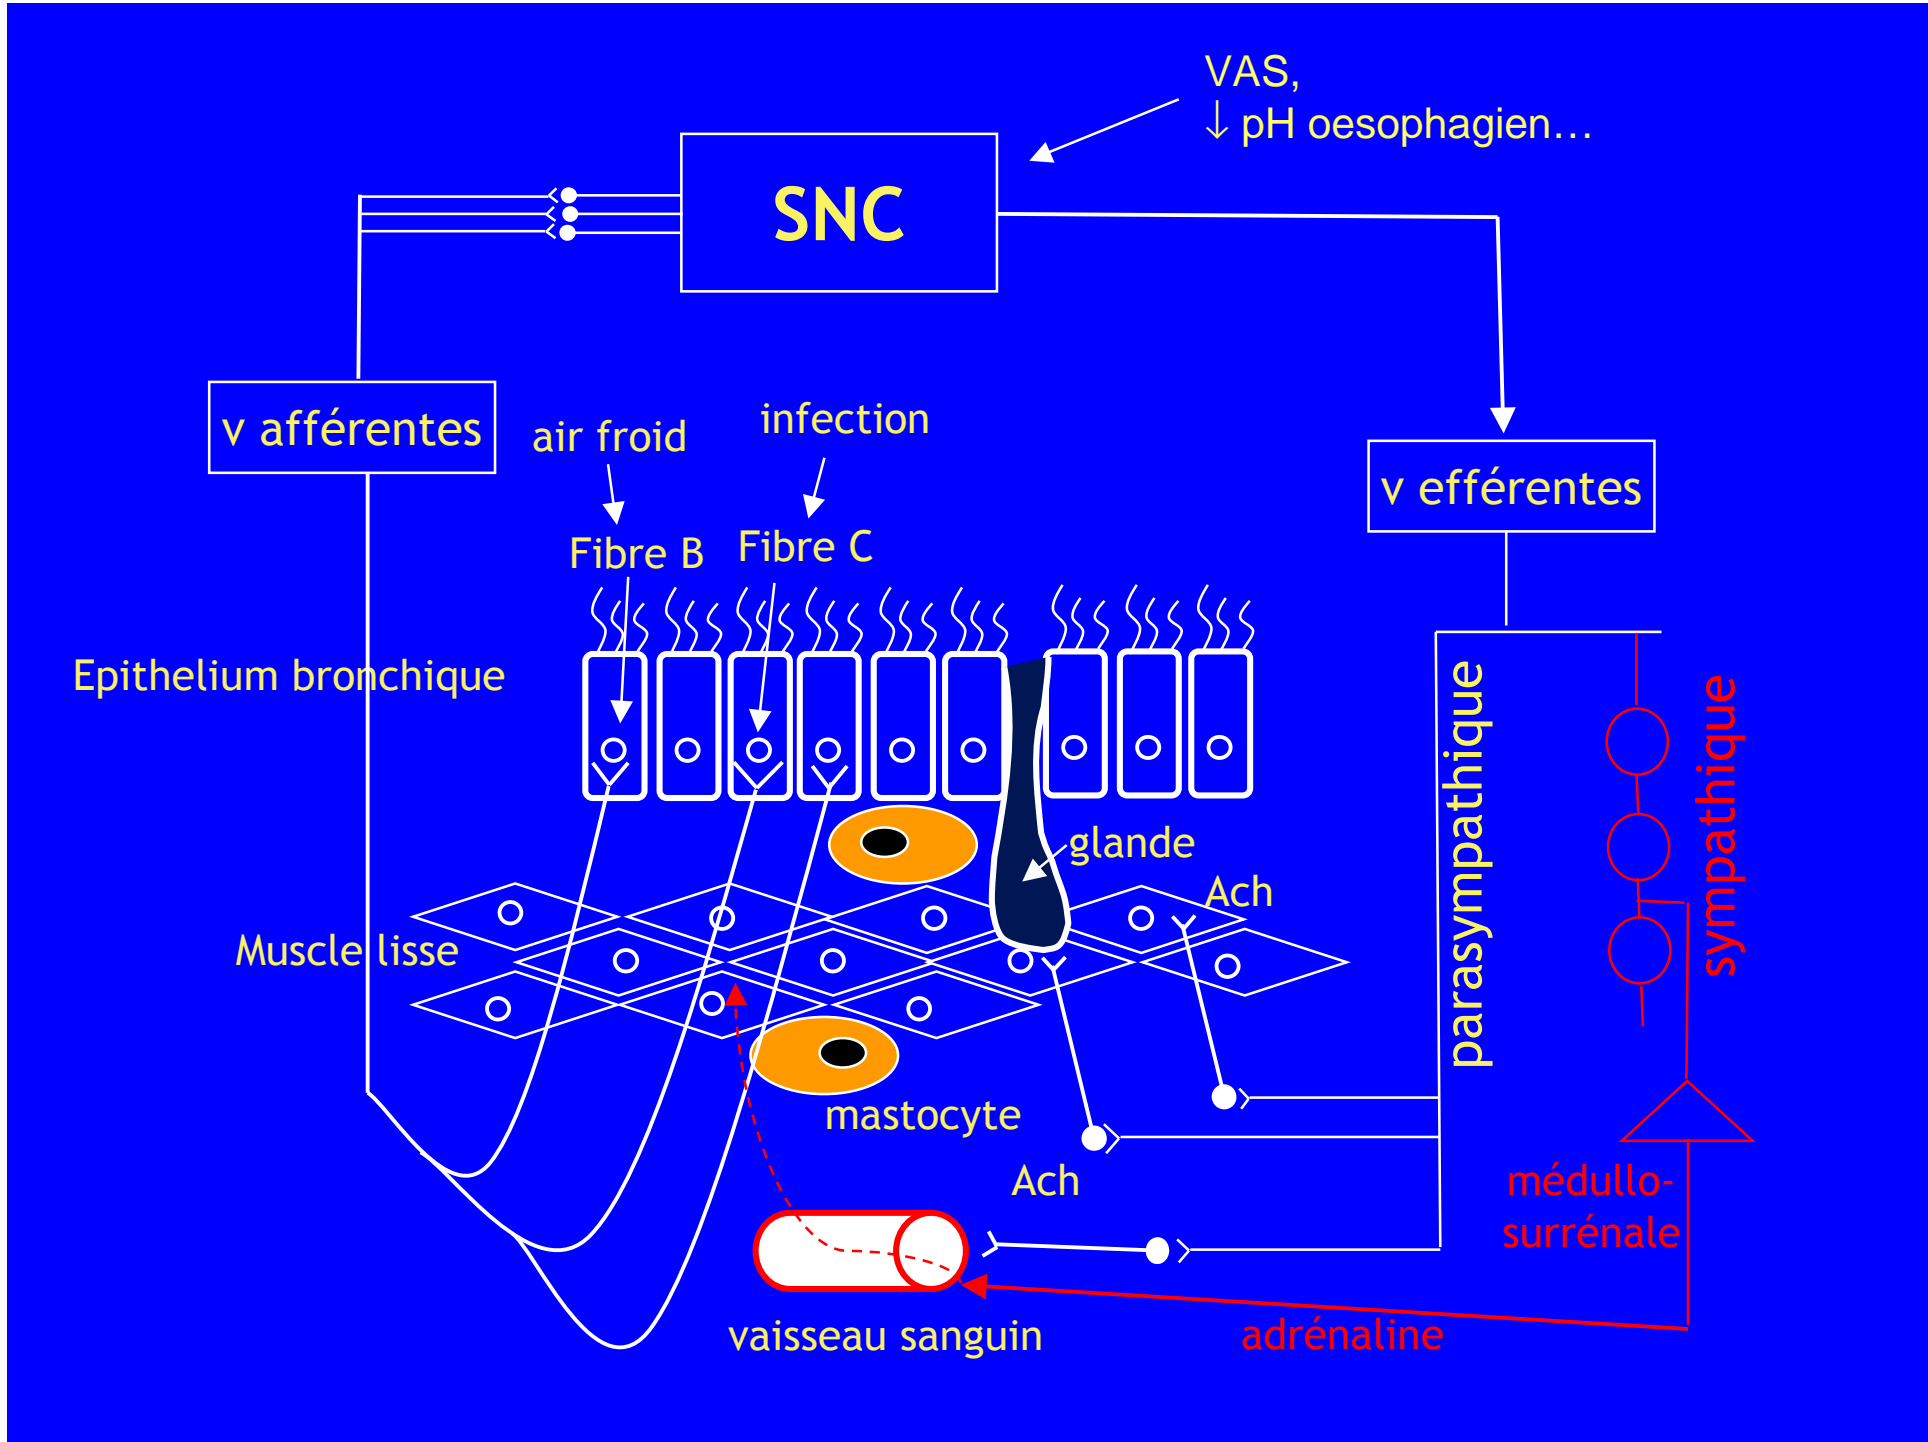 VAS,
↓ pH oesophagien…
SNC
v afférentes
air froid
infection
v efférentes
Fibre B
Fibre C
Epithelium bronchique
parasympathique
sympathique
glande
Ach
Muscle lisse
mastocyte
Ach
médullo-
surrénale
vaisseau sanguin
adrénaline